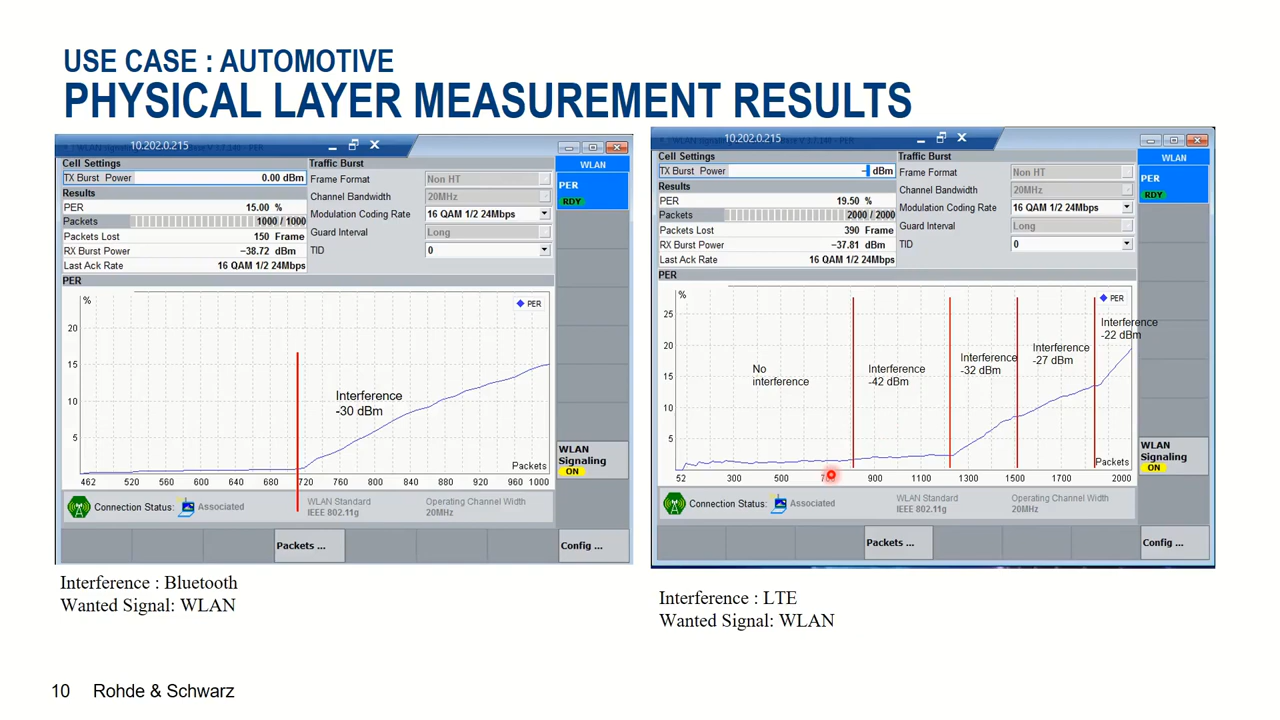 USE CASE : AUTOMOTIVE
PHYSICAL LAYER MEASUREMENT RESULTS
10.202.0.215
Cell Settings
TX Burst Power 0.00 dBm
Results
PER 15.00 %
Packets 1000 / 1000
Packets Lost 150 Frame
RX Burst Power -38.72 dBm
Last Ack Rate 16 QAM 1/2 24Mbps
Traffic Burst
Frame Format Non HT
Channel Bandwidth 20MHz
Modulation Coding Rate 16 QAM 1/2 24Mbps
Guard Interval Long
TID 0
WLAN
PER
RDY
PER
%
PER
20
15
10
5
Interference
-30 dBm
Packets
462 520 560 600 640 680 720 760 800 840 880 920 960 1000
WLAN
Signaling
ON
Connection Status: Associated
WLAN Standard
IEEE 802.11g
Operating Channel Width
20MHz
Packets ...
Config ...
Interference : Bluetooth
Wanted Signal: WLAN
10.202.0.215
Cell Settings
TX Burst Power - dBm
Results
PER 19.50 %
Packets 2000 / 2000
Packets Lost 390 Frame
RX Burst Power -37.81 dBm
Last Ack Rate 16 QAM 1/2 24Mbps
Traffic Burst
Frame Format Non HT
Channel Bandwidth 20MHz
Modulation Coding Rate 16 QAM 1/2 24Mbps
Guard Interval Long
TID 0
WLAN
PER
RDY
PER
%
PER
25
20
15
10
5
No
interference
Interference
-42 dBm
Interference
-32 dBm
Interference
-27 dBm
Interference
-22 dBm
Packets
52 300 500 900 1100 1300 1500 1700 2000
WLAN
Signaling
ON
Connection Status: Associated
WLAN Standard
IEEE 802.11g
Operating Channel Width
20MHz
Packets ...
Config ...
Interference : LTE
Wanted Signal: WLAN
10 Rohde & Schwarz